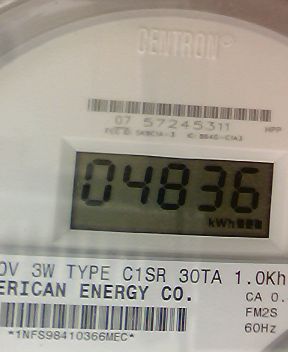 CENTRON®
07 57245311 HPP
04836
kWh
0V 3W TYPE C1SR 30TA 1.0Kh
ERICAN ENERGY CO. CA 0.
FM2S
*1NFS98410366MEC* 60Hz